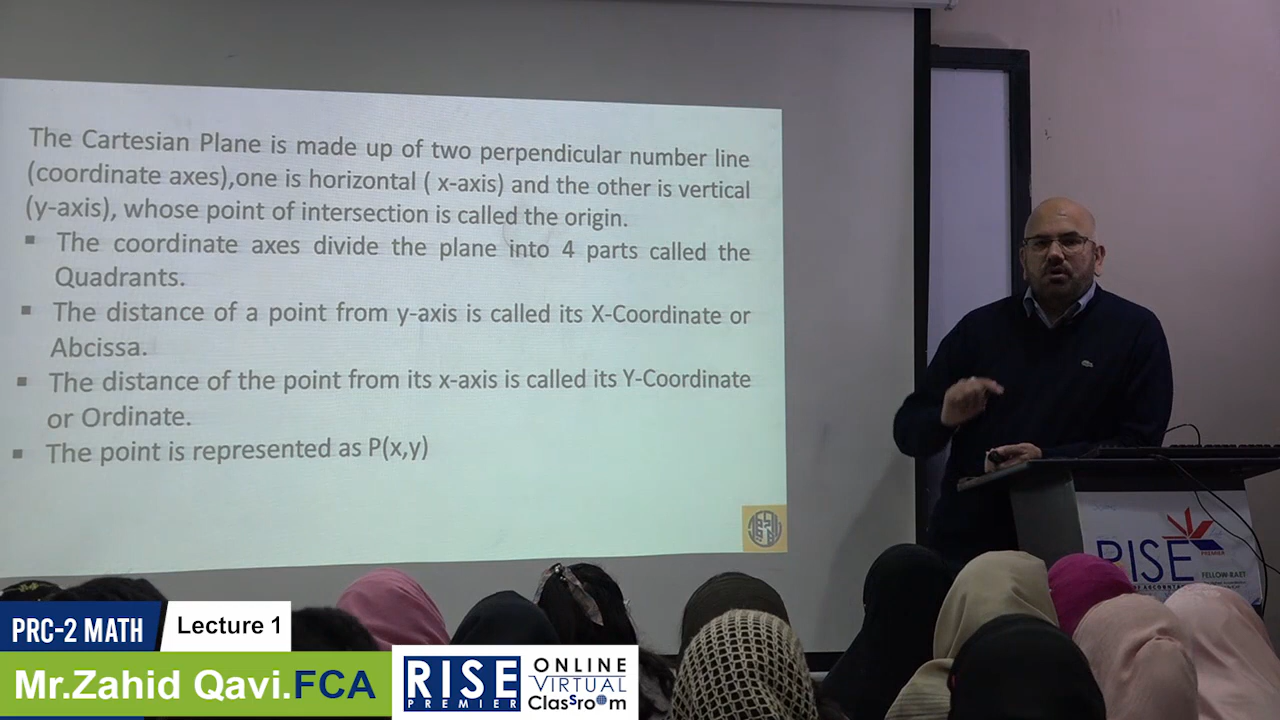 The Cartesian Plane is made up of two perpendicular number line
(coordinate axes),one is horizontal ( x-axis) and the other is vertical
(y-axis), whose point of intersection is called the origin.
▪ The coordinate axes divide the plane into 4 parts called the
Quadrants.
▪ The distance of a point from y-axis is called its X-Coordinate or
Abcissa.
▪ The distance of the point from its x-axis is called its Y-Coordinate
or Ordinate.
▪ The point is represented as P(x,y)
RISE
PREMIER
FELLOW-RAET
PRC-2 MATH
Lecture 1
Mr.Zahid Qavi.FCA
RISE
PREMIER
ONLINE
VIRTUAL
Classroom